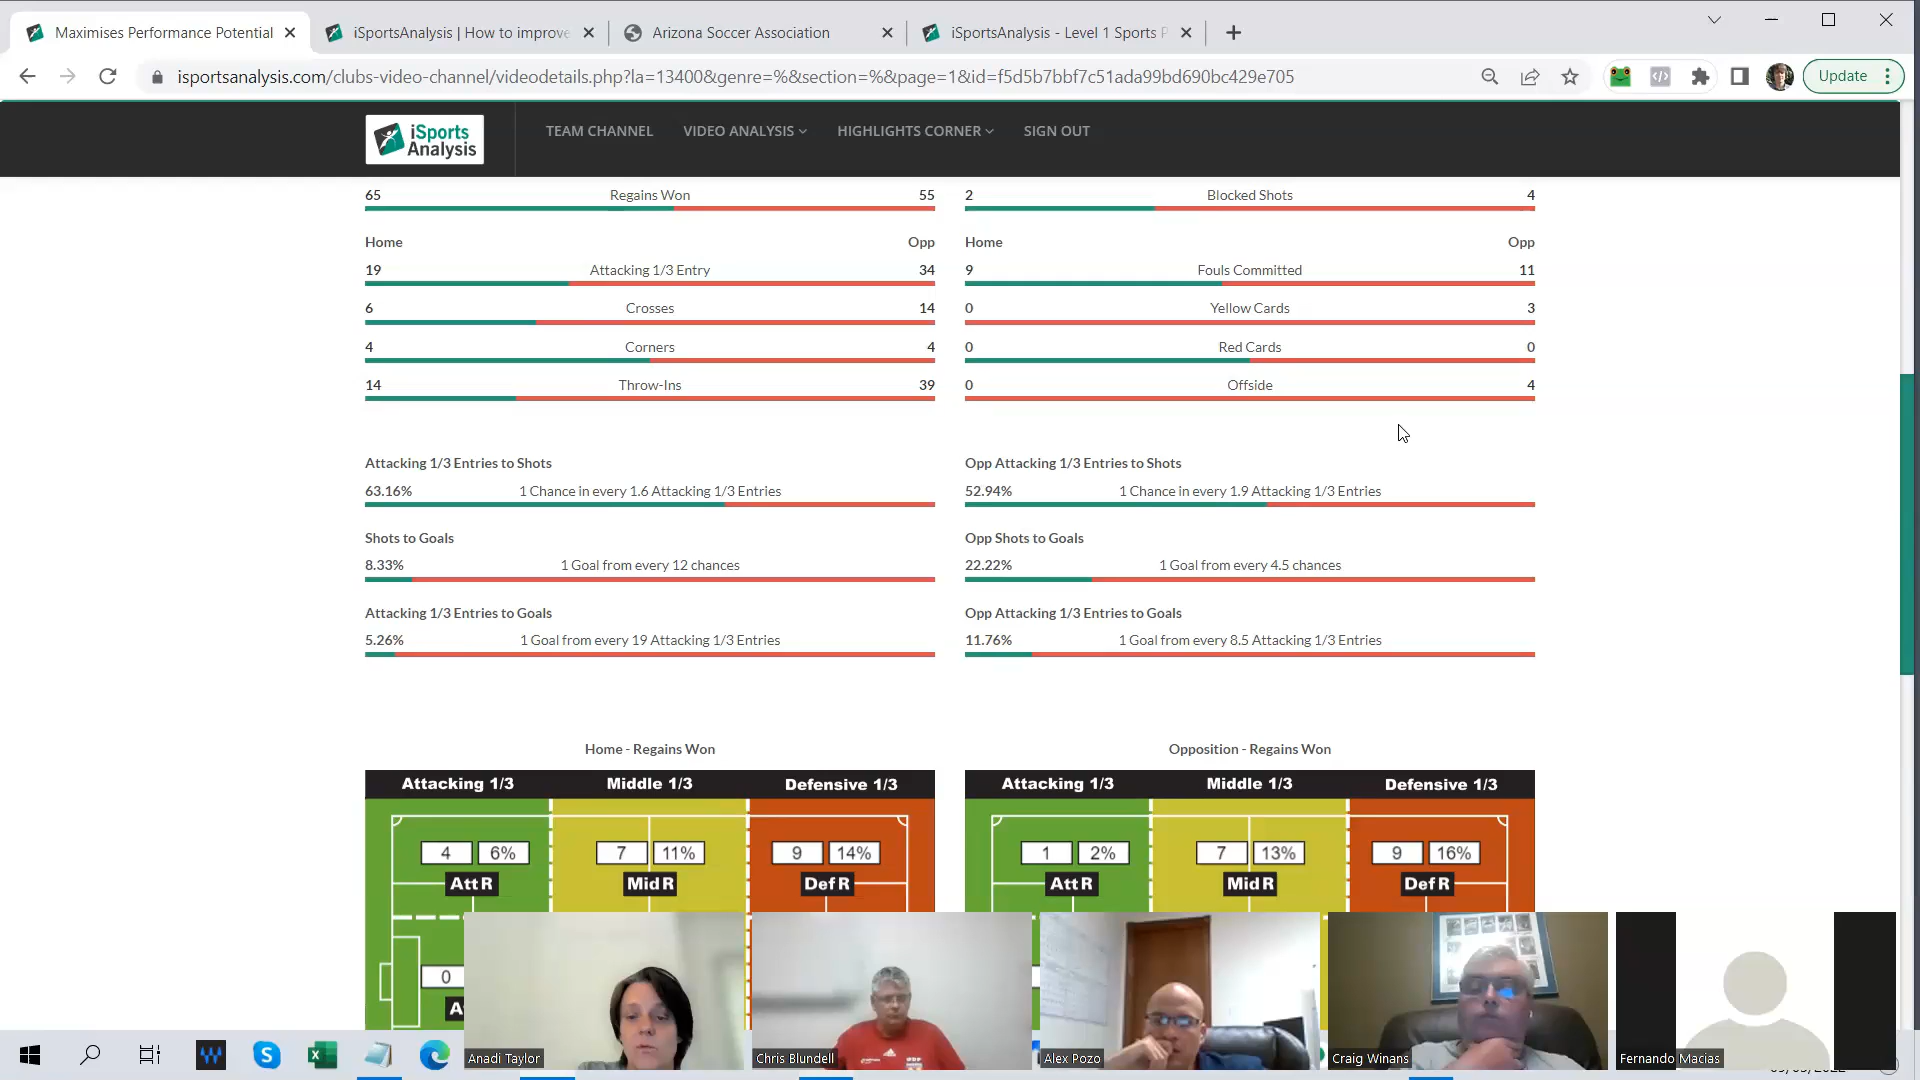 Maximises Performance Potential
iSportsAnalysis | How to improve
Arizona Soccer Association
iSportsAnalysis - Level 1 Sports P
isportsanalysis.com/clubs-video-channel/videodetails.php?la=13400&genre=%&section=%&page=1&id=f5d5b7bbf7c51ada99bd690bc429e705
Update
iSports
Analysis
TEAM CHANNEL
VIDEO ANALYSIS
HIGHLIGHTS CORNER
SIGN OUT
65 Regains Won 55
2 Blocked Shots 4
Home Opp
Home Opp
19 Attacking 1/3 Entry 34
9 Fouls Committed 11
6 Crosses 14
0 Yellow Cards 3
4 Corners 4
0 Red Cards 0
14 Throw-Ins 39
0 Offside 4
Attacking 1/3 Entries to Shots
Opp Attacking 1/3 Entries to Shots
63.16% 1 Chance in every 1.6 Attacking 1/3 Entries
52.94% 1 Chance in every 1.9 Attacking 1/3 Entries
Shots to Goals
Opp Shots to Goals
8.33% 1 Goal from every 12 chances
22.22% 1 Goal from every 4.5 chances
Attacking 1/3 Entries to Goals
Opp Attacking 1/3 Entries to Goals
5.26% 1 Goal from every 19 Attacking 1/3 Entries
11.76% 1 Goal from every 8.5 Attacking 1/3 Entries
Home - Regains Won
Opposition - Regains Won
Attacking 1/3 Middle 1/3 Defensive 1/3
Attacking 1/3 Middle 1/3 Defensive 1/3
4 6% 7 11% 9 14%
1 2% 7 13% 9 16%
Att R Mid R Def R
Att R Mid R Def R
0
A
Anadi Taylor
Chris Blundell
Alex Pozo
Craig Winans
Fernando Macias